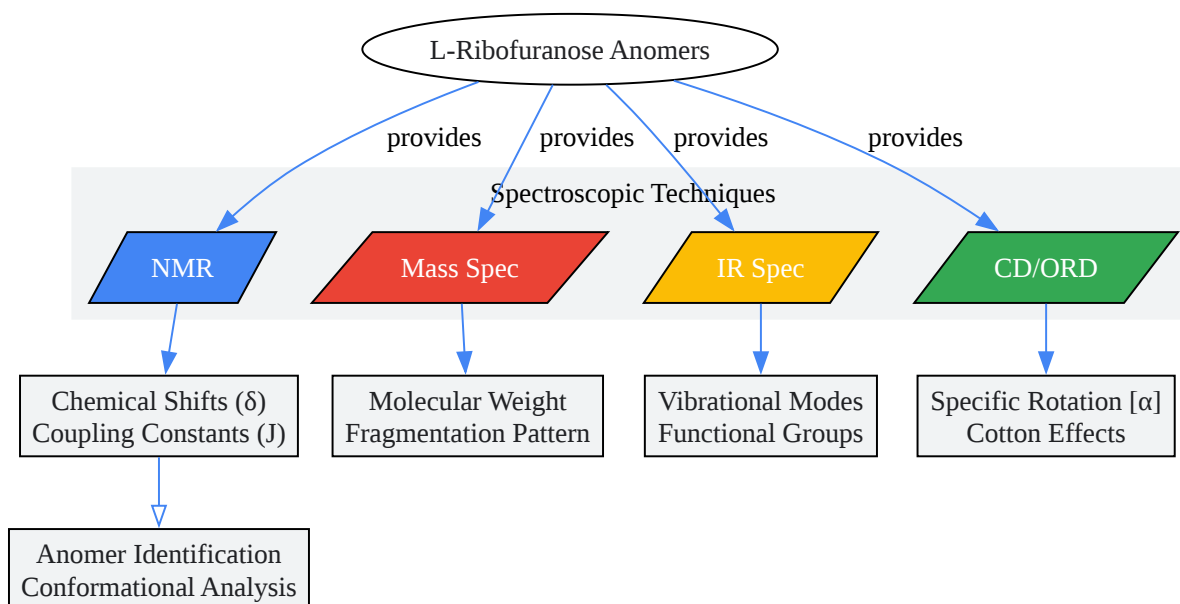 L-Ribofuranose Anomers
provides
provides
provides
provides
Spectroscopic Techniques
NMR
Mass Spec
IR Spec
CD/ORD
Chemical Shifts (δ)
Coupling Constants (J)
Molecular Weight
Fragmentation Pattern
Vibrational Modes
Functional Groups
Specific Rotation [α]
Cotton Effects
Anomer Identification
Conformational Analysis